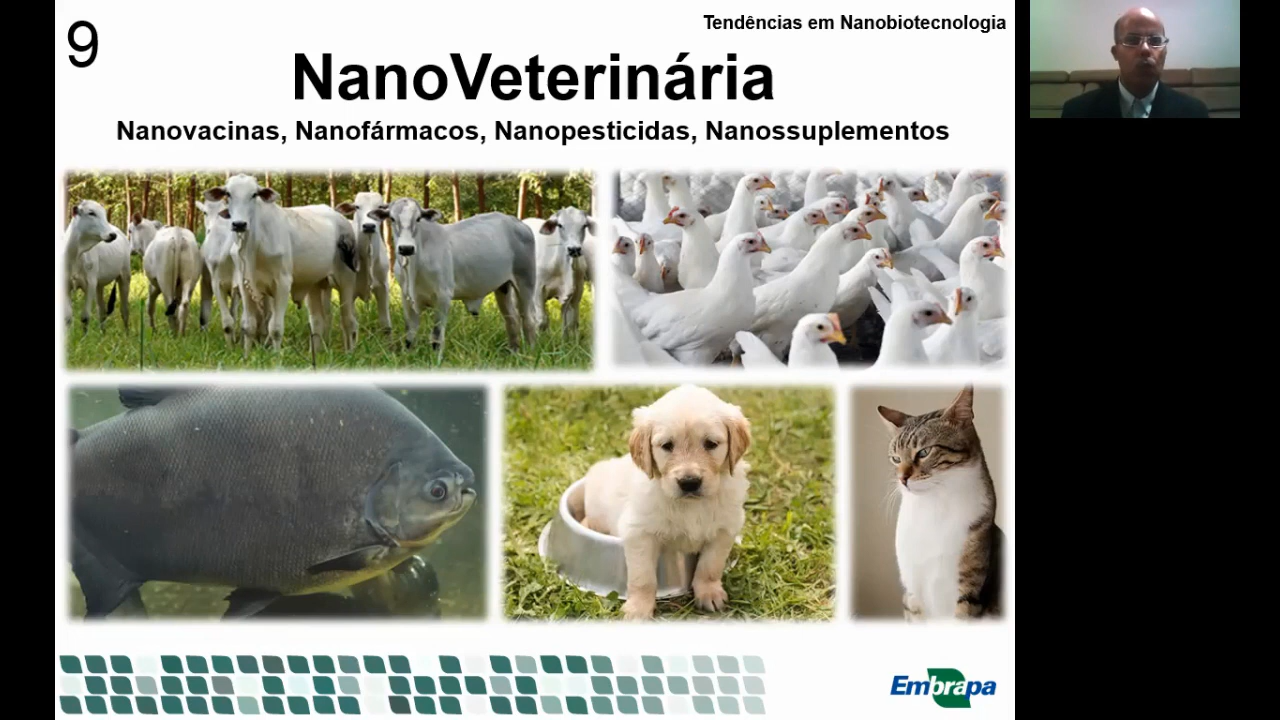 9
Tendências em Nanobiotecnologia
NanoVeterinária
Nanovacinas, Nanofármacos, Nanopesticidas, Nanossuplementos
Embrapa